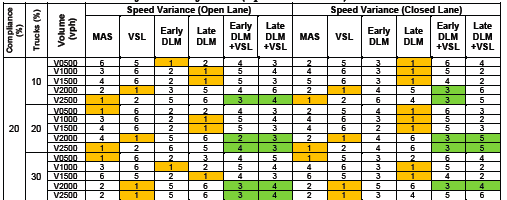 Speed Variance (Open Lane) Speed Variance (Closed Lane)
Compliance (%) Trucks (%) Volume (vph) MAS VSL Early DLM Late DLM Early DLM +VSL Late DLM +VSL MAS VSL Early DLM Late DLM Early DLM +VSL Late DLM +VSL
20 10 V0500 6 5 1 2 4 3 2 5 3 1 6 4
V1000 3 6 2 1 5 4 4 6 3 1 5 2
V1500 4 6 2 1 5 3 5 6 3 1 4 2
V2000 2 1 3 5 4 6 2 1 4 5 3 6
V2500 1 2 5 6 3 4 1 2 6 4 3 5
20 V0500 1 6 2 2 4 3 2 5 4 1 6 3
V1000 3 6 2 1 5 4 4 6 3 1 5 2
V1500 4 6 2 1 5 3 4 6 2 1 5 3
V2000 4 1 5 6 2 3 2 1 4 6 3 5
V2500 1 2 6 5 4 3 1 2 4 6 3 5
30 V0500 1 6 2 3 4 5 1 5 3 2 6 4
V1000 3 6 1 2 5 4 4 6 3 1 5 2
V1500 6 5 2 1 4 3 4 6 3 1 5 2
V2000 2 1 5 6 3 4 2 1 5 6 3 4
V2500 2 1 5 6 3 4 2 1 3 4 5 6